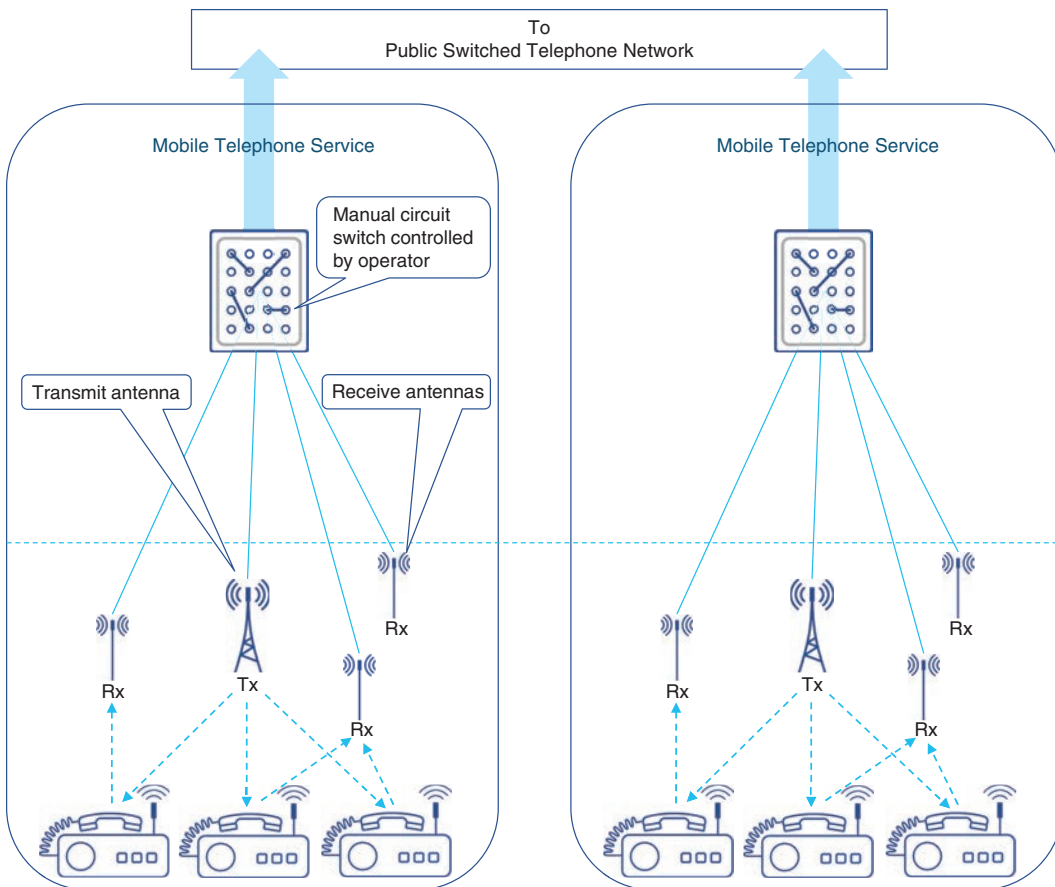 To
Public Switched Telephone Network
Mobile Telephone Service
Mobile Telephone Service
Manual circuit
switch controlled
by operator
Transmit antenna
Receive antennas
Rx
Rx
Rx
Tx
Rx
Tx
Rx
Rx
Rx